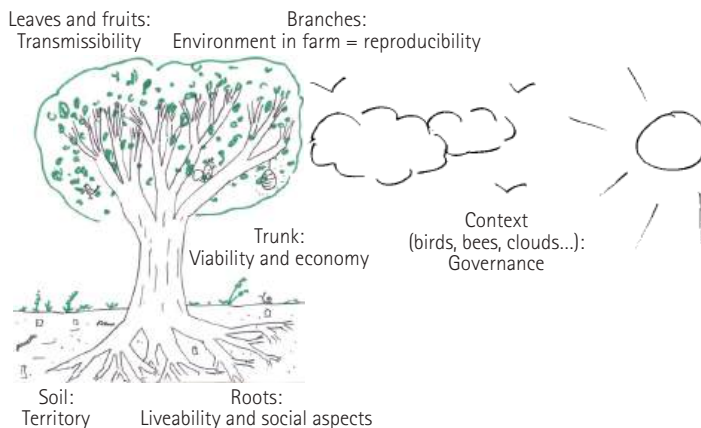 Leaves and fruits:
Transmissibility
Branches:
Environment in farm = reproducibility
Trunk:
Viability and economy
Context
(birds, bees, clouds...):
Governance
Soil:
Territory
Roots:
Liveability and social aspects